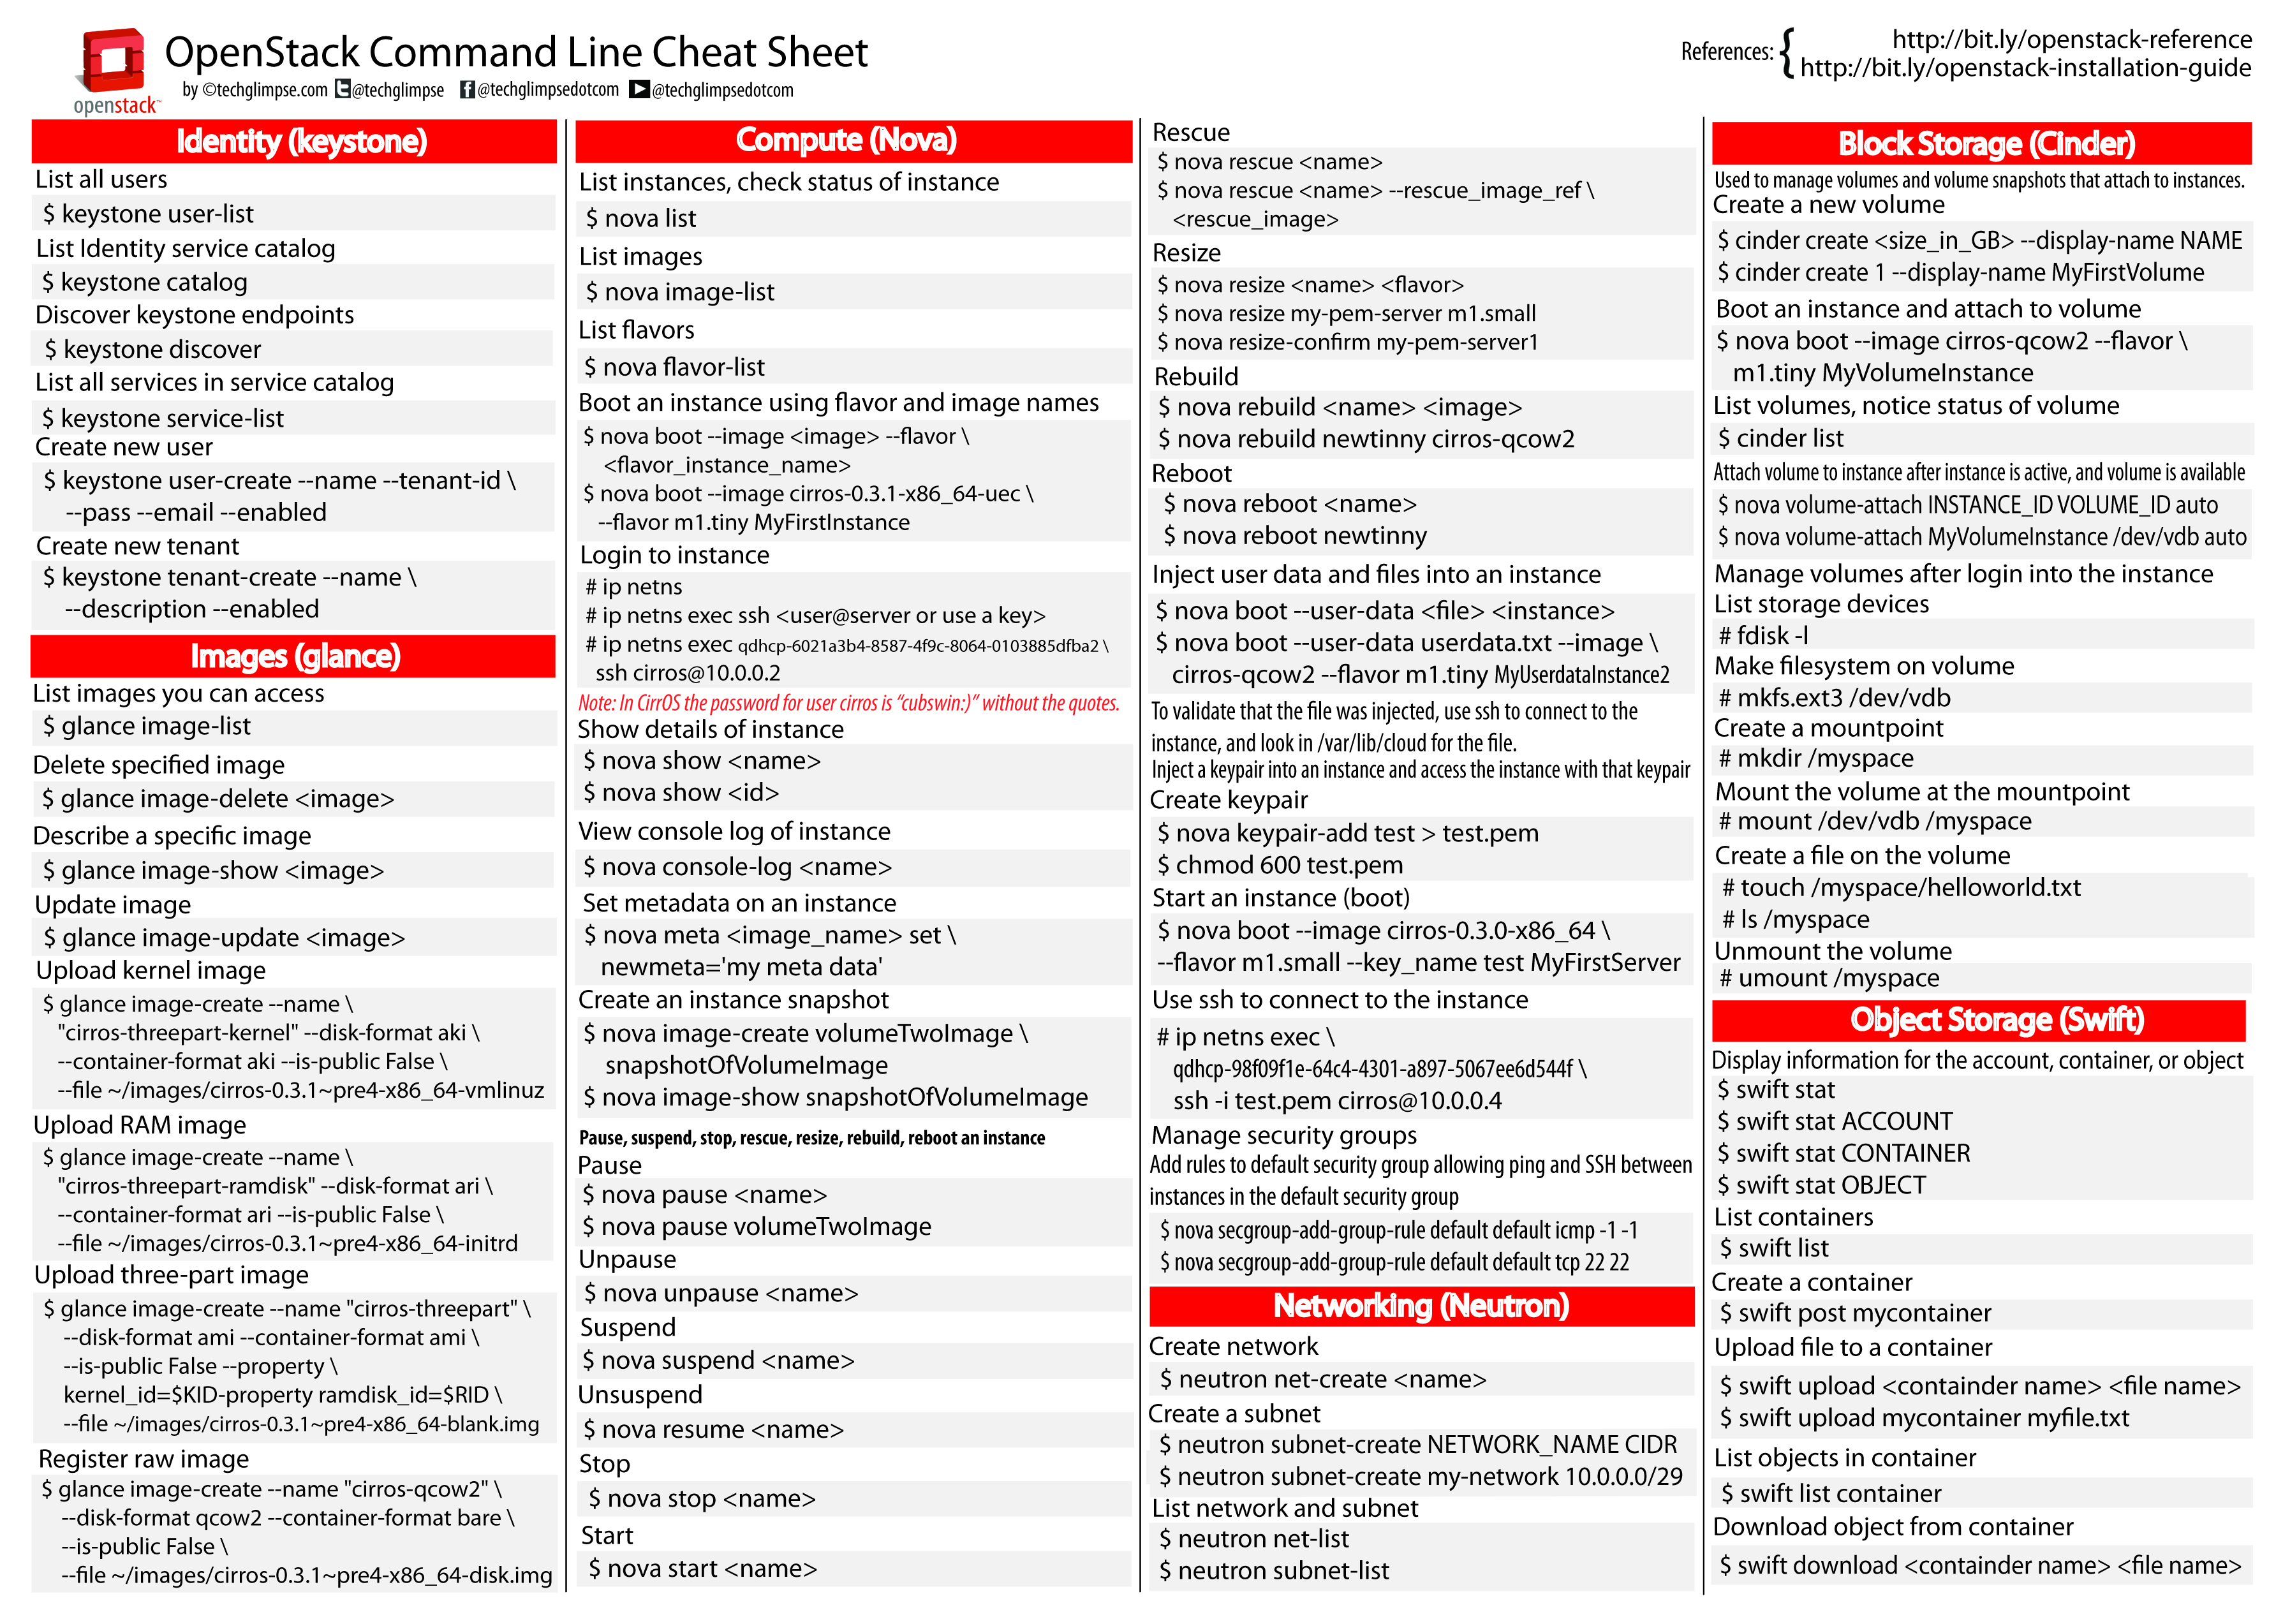 openstack™
OpenStack Command Line Cheat Sheet
by ©techglimpse.com @techglimpse @techglimpsedotcom @techglimpsedotcom
References: { http://bit.ly/openstack-reference
http://bit.ly/openstack-installation-guide
Identity (keystone)
List all users
$ keystone user-list
List Identity service catalog
$ keystone catalog
Discover keystone endpoints
$ keystone discover
List all services in service catalog
$ keystone service-list
Create new user
$ keystone user-create --name --tenant-id \
--pass --email --enabled
Create new tenant
$ keystone tenant-create --name \
--description --enabled
Images (glance)
List images you can access
$ glance image-list
Delete specified image
$ glance image-delete <image>
Describe a specific image
$ glance image-show <image>
Update image
$ glance image-update <image>
Upload kernel image
$ glance image-create --name \
"cirros-threepart-kernel" --disk-format aki \
--container-format aki --is-public False \
--file ~/images/cirros-0.3.1~pre4-x86_64-vmlinuz
Upload RAM image
$ glance image-create --name \
"cirros-threepart-ramdisk" --disk-format ari \
--container-format ari --is-public False \
--file ~/images/cirros-0.3.1~pre4-x86_64-initrd
Upload three-part image
$ glance image-create --name "cirros-threepart" \
--disk-format ami --container-format ami \
--is-public False --property \
kernel_id=$KID-property ramdisk_id=$RID \
--file ~/images/cirros-0.3.1~pre4-x86_64-blank.img
Register raw image
$ glance image-create --name "cirros-qcow2" \
--disk-format qcow2 --container-format bare \
--is-public False \
--file ~/images/cirros-0.3.1~pre4-x86_64-disk.img
Compute (Nova)
List instances, check status of instance
$ nova list
List images
$ nova image-list
List flavors
$ nova flavor-list
Boot an instance using flavor and image names
$ nova boot --image <image> --flavor \
<flavor_instance_name>
$ nova boot --image cirros-0.3.1-x86_64-uec \
--flavor m1.tiny MyFirstInstance
Login to instance
# ip netns
# ip netns exec ssh <user@server or use a key>
# ip netns exec qdhcp-6021a3b4-8587-4f9c-8064-0103885dfba2 \
ssh cirros@10.0.0.2
Note: In CirrOS the password for user cirros is “cubswin:)” without the quotes.
Show details of instance
$ nova show <name>
$ nova show <id>
View console log of instance
$ nova console-log <name>
Set metadata on an instance
$ nova meta <image_name> set \
newmeta='my meta data'
Create an instance snapshot
$ nova image-create volumeTwoImage \
snapshotOfVolumeImage
$ nova image-show snapshotOfVolumeImage
Pause, suspend, stop, rescue, resize, rebuild, reboot an instance
Pause
$ nova pause <name>
$ nova pause volumeTwoImage
Unpause
$ nova unpause <name>
Suspend
$ nova suspend <name>
Unsuspend
$ nova resume <name>
Stop
$ nova stop <name>
Start
$ nova start <name>
Rescue
$ nova rescue <name>
$ nova rescue <name> --rescue_image_ref \
<rescue_image>
Resize
$ nova resize <name> <flavor>
$ nova resize my-pem-server m1.small
$ nova resize-confirm my-pem-server1
Rebuild
$ nova rebuild <name> <image>
$ nova rebuild newtinny cirros-qcow2
Reboot
$ nova reboot <name>
$ nova reboot newtinny
Inject user data and files into an instance
$ nova boot --user-data <file> <instance>
$ nova boot --user-data userdata.txt --image \
cirros-qcow2 --flavor m1.tiny MyUserdataInstance2
To validate that the file was injected, use ssh to connect to the
instance, and look in /var/lib/cloud for the file.
Inject a keypair into an instance and access the instance with that keypair
Create keypair
$ nova keypair-add test > test.pem
$ chmod 600 test.pem
Start an instance (boot)
$ nova boot --image cirros-0.3.0-x86_64 \
--flavor m1.small --key_name test MyFirstServer
Use ssh to connect to the instance
# ip netns exec \
qdhcp-98f09f1e-64c4-4301-a897-5067ee6d544f \
ssh -i test.pem cirros@10.0.0.4
Manage security groups
Add rules to default security group allowing ping and SSH between
instances in the default security group
$ nova secgroup-add-group-rule default default icmp -1 -1
$ nova secgroup-add-group-rule default default tcp 22 22
Networking (Neutron)
Create network
$ neutron net-create <name>
Create a subnet
$ neutron subnet-create NETWORK_NAME CIDR
$ neutron subnet-create my-network 10.0.0.0/29
List network and subnet
$ neutron net-list
$ neutron subnet-list
Block Storage (Cinder)
Used to manage volumes and volume snapshots that attach to instances.
Create a new volume
$ cinder create <size_in_GB> --display-name NAME
$ cinder create 1 --display-name MyFirstVolume
Boot an instance and attach to volume
$ nova boot --image cirros-qcow2 --flavor \
m1.tiny MyVolumeInstance
List volumes, notice status of volume
$ cinder list
Attach volume to instance after instance is active, and volume is available
$ nova volume-attach INSTANCE_ID VOLUME_ID auto
$ nova volume-attach MyVolumeInstance /dev/vdb auto
Manage volumes after login into the instance
List storage devices
# fdisk -l
Make filesystem on volume
# mkfs.ext3 /dev/vdb
Create a mountpoint
# mkdir /myspace
Mount the volume at the mountpoint
# mount /dev/vdb /myspace
Create a file on the volume
# touch /myspace/helloworld.txt
# ls /myspace
Unmount the volume
# umount /myspace
Object Storage (Swift)
Display information for the account, container, or object
$ swift stat
$ swift stat ACCOUNT
$ swift stat CONTAINER
$ swift stat OBJECT
List containers
$ swift list
Create a container
$ swift post mycontainer
Upload file to a container
$ swift upload <containder name> <file name>
$ swift upload mycontainer myfile.txt
List objects in container
$ swift list container
Download object from container
$ swift download <containder name> <file name>